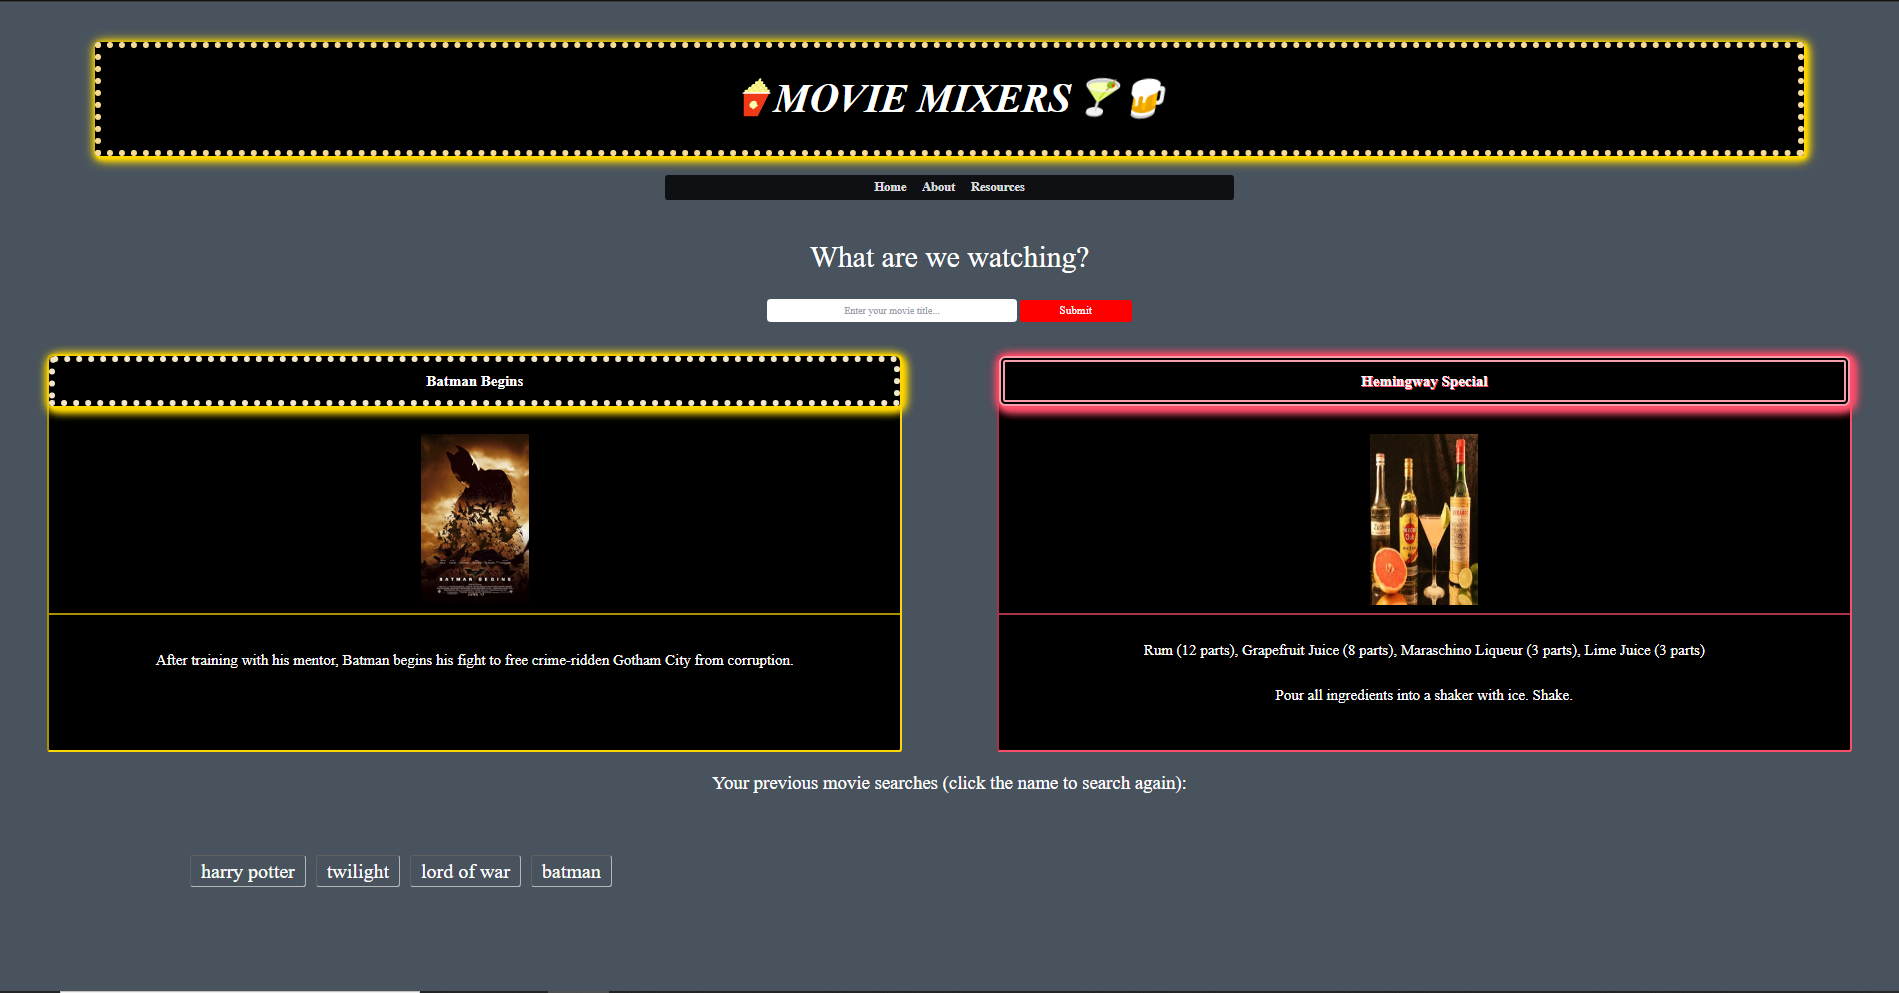 MOVIE MIXERS
Home About Resources
What are we watching?
Enter your movie title...
Submit
Batman Begins
BATMAN BEGINS
After training with his mentor, Batman begins his fight to free crime-ridden Gotham City from corruption.
Hemingway Special
Rum (12 parts), Grapefruit Juice (8 parts), Maraschino Liqueur (3 parts), Lime Juice (3 parts)
Pour all ingredients into a shaker with ice. Shake.
Your previous movie searches (click the name to search again):
harry potter
twilight
lord of war
batman